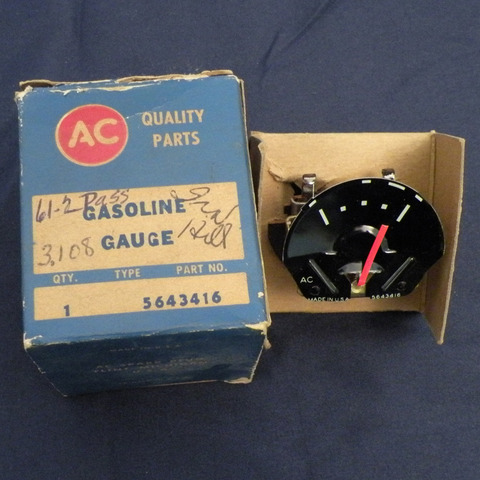 AC
QUALITY
PARTS
61-2 Pass
GASOLINE
3.108 GAUGE
QTY. TYPE PART NO.
1 5643416
AC
MADE IN U.S.A. 5643416